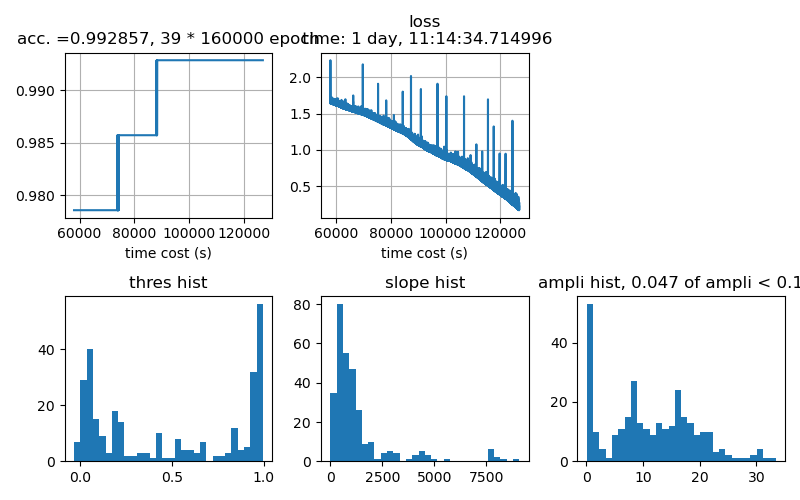 loss
acc. =0.992857, 39 * 160000 epoch
time: 1 day, 11:14:34.714996
0.990
0.985
0.980
60000 80000 100000 120000
time cost (s)
2.0
1.5
1.0
0.5
60000 80000 100000 120000
time cost (s)
thres hist
40
20
0
0.0 0.5 1.0
slope hist
80
60
40
20
0
0 2500 5000 7500
ampli hist, 0.047 of ampli < 0.1
40
20
0
0 10 20 30